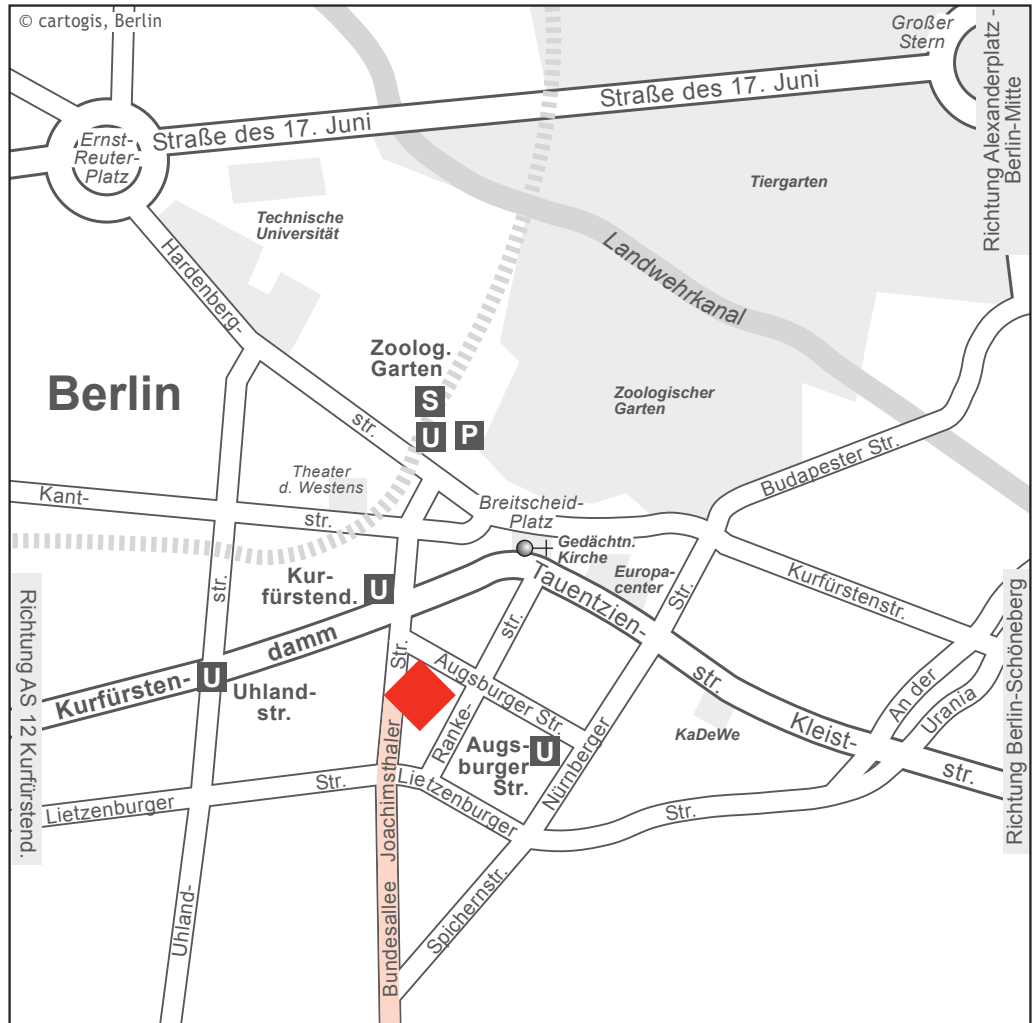 © cartogis, Berlin
Großer
Stern
Richtung Alexanderplatz -
Berlin-Mitte
Straße des 17. Juni
Straße des 17. Juni
Ernst-
Reuter-
Platz
Tiergarten
Technische
Universität
Landwehrkanal
Hardenberg-
str.
Zoolog.
Garten
S
U
P
Berlin
Zoologischer
Garten
Budapester Str.
Theater
d. Westens
Kant-
str.
Breitscheid-
Platz
Gedächtn.
Kirche
Europa-
center
Kurfürstenstr.
Kur-
fürstend.
U
Tauentzien-
str.
Kleist-
str.
str.
Str.
Str.
str.
Richtung AS 12 Kurfürstend.
Richtung Berlin-Schöneberg
Kurfürsten-
damm
U
Uhland-
str.
Augsburger Str.
Ranke-
Augs-
burger
Str.
U
Nürnberger
KaDeWe
An der
Urania
Joachimsthaler
Lietzenburger
Str.
Lietzenburger
Str.
Uhland-
Bundesallee
Spichernstr.